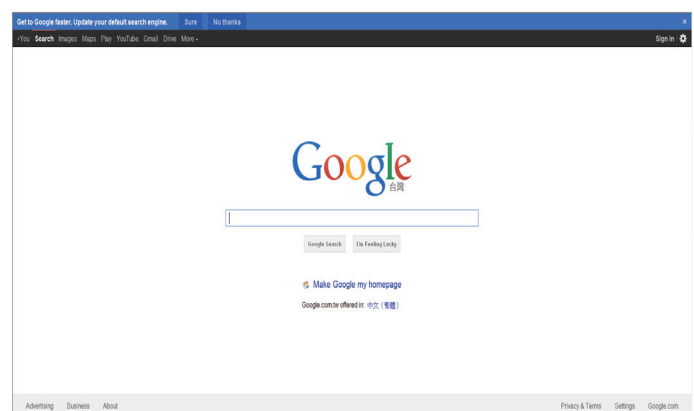 Get to Google faster. Update your default search engine. Sure No thanks ×
+You Search Images Maps Play YouTube Gmail Drive More Sign in
Google
台灣
Google Search I'm Feeling Lucky
Make Google my homepage
Google.com.tw offered in: 中文（繁體）
Advertising Business About Privacy & Terms Settings Google.com